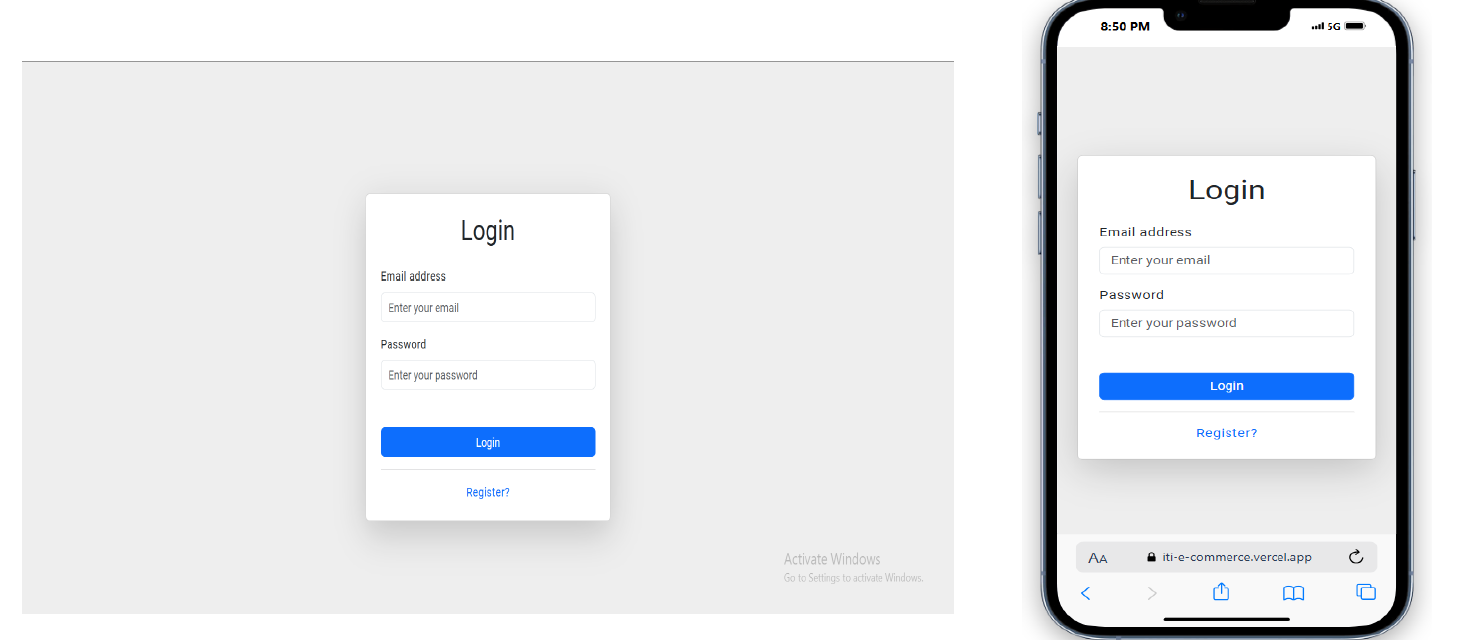 Login
Email address
Enter your email
Password
Enter your password
Login
Register?
Activate Windows
Go to Settings to activate Windows.
8:50 PM
5G
Login
Email address
Enter your email
Password
Enter your password
Login
Register?
AA iti-e-commerce.vercel.app